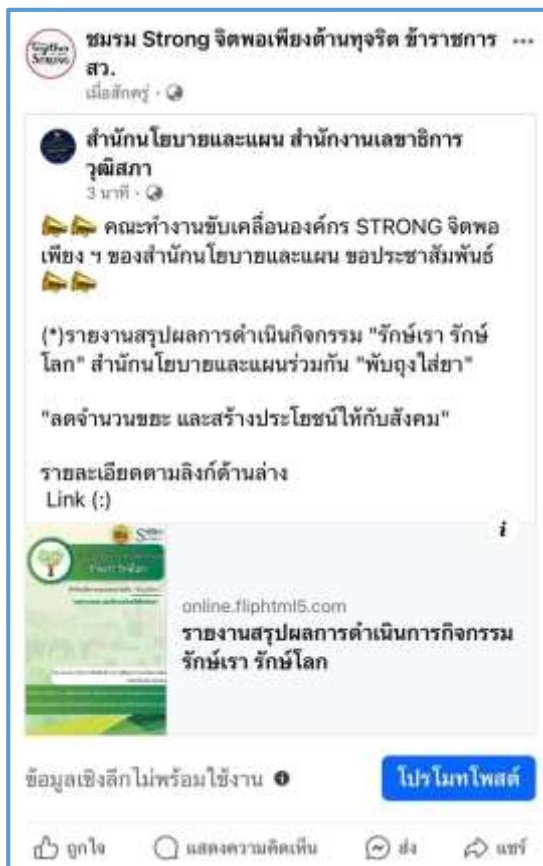 ชมรม Strong จิตพอเพียงต้านทุจริต ข้าราชการ
สว.
เมื่อสักครู่ ·
สำนักนโยบายและแผน สำนักงานเลขาธิการ
วุฒิสภา
3 นาที ·
คณะทำงานขับเคลื่อนองค์กร STRONG จิตพอ
เพียง ฯ ของสำนักนโยบายและแผน ขอประชาสัมพันธ์
(*)รายงานสรุปผลการดำเนินกิจกรรม "รักษ์เรา รักษ์
โลก" สำนักนโยบายและแผนร่วมกัน "พับถุงใส่ยา"
"ลดจำนวนขยะ และสร้างประโยชน์ให้กับสังคม"
รายละเอียดตามลิงก์ด้านล่าง
Link (:)
online.fliphtml5.com
รายงานสรุปผลการดำเนินการกิจกรรม
รักษ์เรา รักษ์โลก
ข้อมูลเชิงลึกไม่พร้อมใช้งาน
โปรโมทโพสต์
ถูกใจ
แสดงความคิดเห็น
ส่ง
แชร์